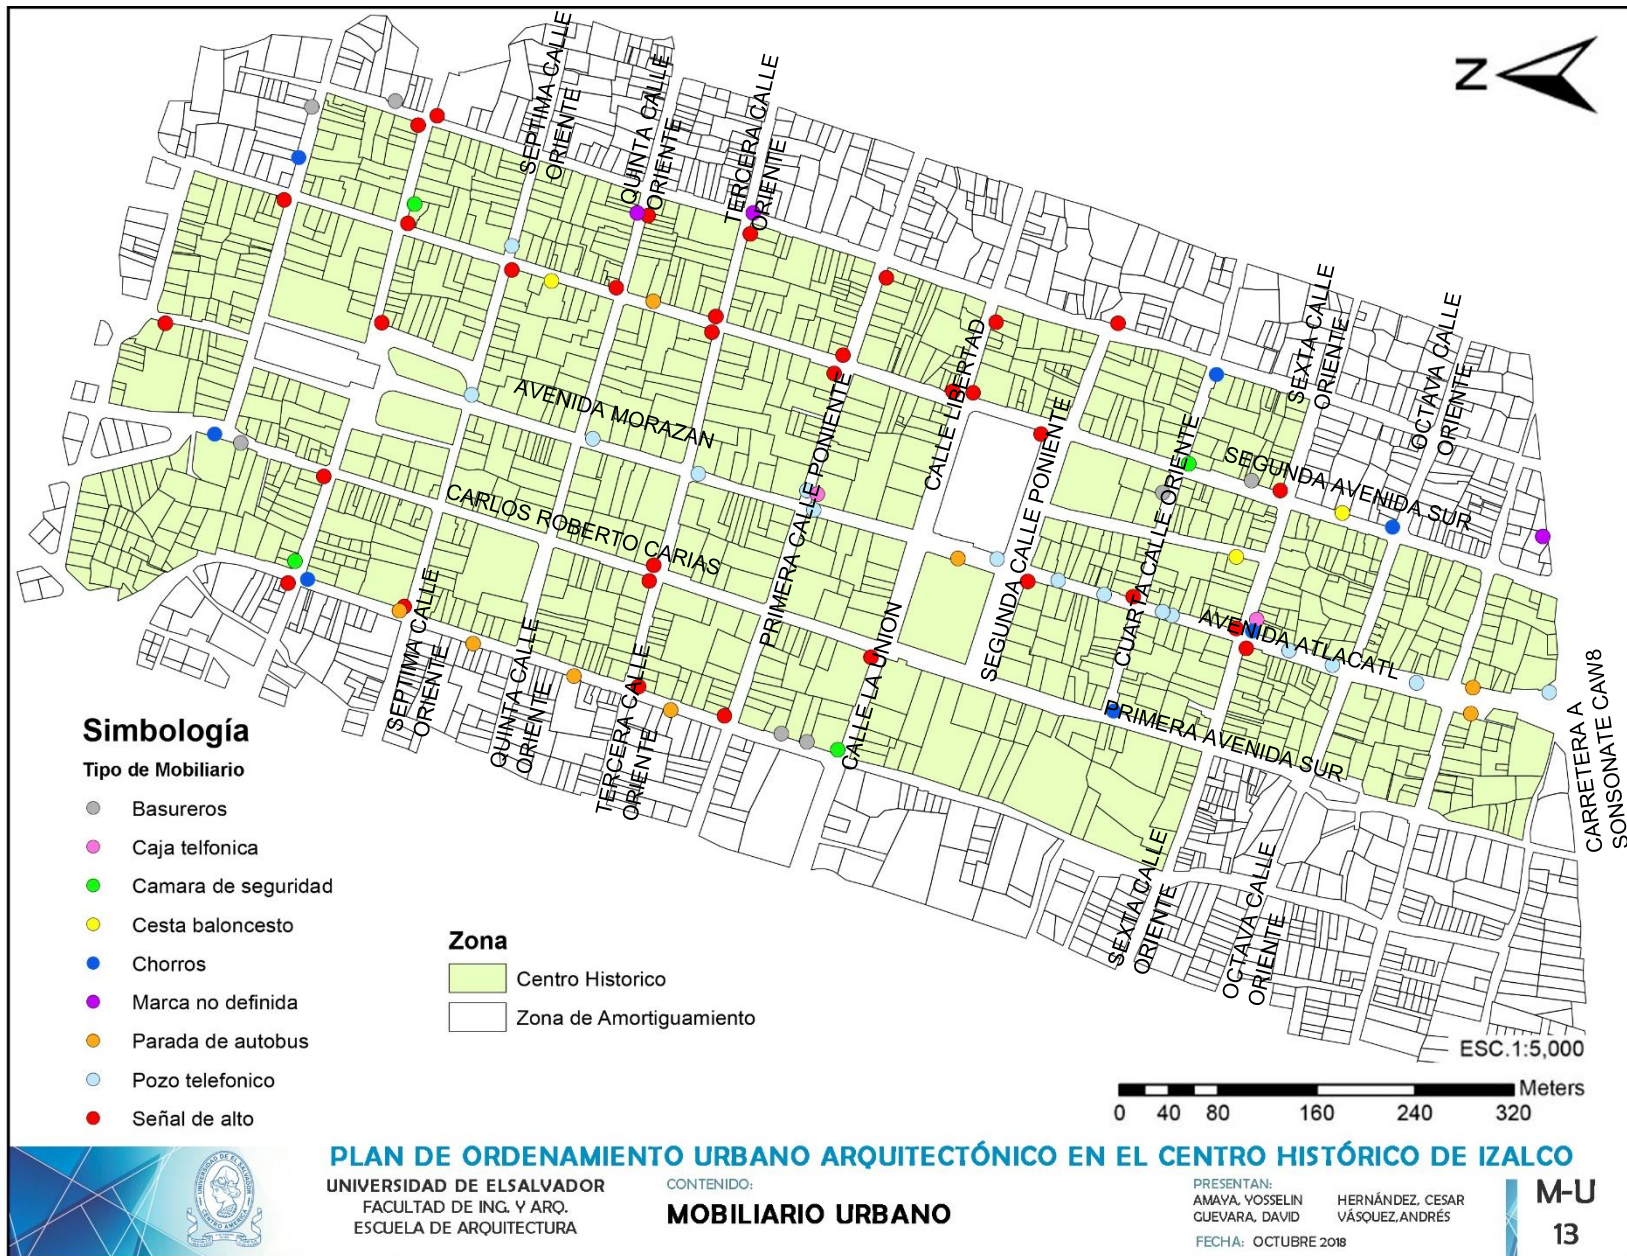 Z
SEPTIMA CALLE
ORIENTE
QUINTA CALLE
ORIENTE
TERCERA CALLE
ORIENTE
SEXTA CALLE
ORIENTE
OCTAVA CALLE
ORIENTE
AVENIDA MORAZAN
CARLOS ROBERTO CARIAS
PRIMERA CALLE PONIENTE
CALLE LIBERTAD
SEGUNDA CALLE PONIENTE
CUARTA CALLE ORIENTE
SEGUNDA AVENIDA SUR
AVENIDA ATLACATL
PRIMERA AVENIDA SUR
CALLE LA UNION
SEPTIMA CALLE
ORIENTE
QUINTA CALLE
ORIENTE
TERCERA CALLE
ORIENTE
SEXTA CALLE
ORIENTE
OCTAVA CALLE
ORIENTE
CARRETERA A
SONSONATE CAW8
Simbología
Tipo de Mobiliario
Basureros
Caja telfonica
Camara de seguridad
Cesta baloncesto
Chorros
Marca no definida
Parada de autobus
Pozo telefonico
Señal de alto
Zona
Centro Historico
Zona de Amortiguamiento
ESC.1:5,000
Meters
0 40 80 160 240 320
PLAN DE ORDENAMIENTO URBANO ARQUITECTÓNICO EN EL CENTRO HISTÓRICO DE IZALCO
UNIVERSIDAD DE ELSALVADOR
FACULTAD DE ING. Y ARQ.
ESCUELA DE ARQUITECTURA
CONTENIDO:
MOBILIARIO URBANO
PRESENTAN:
AMAYA, YOSSELIN HERNÁNDEZ, CESAR
GUEVARA, DAVID VÁSQUEZ,ANDRÉS
FECHA: OCTUBRE 2018
M-U
13